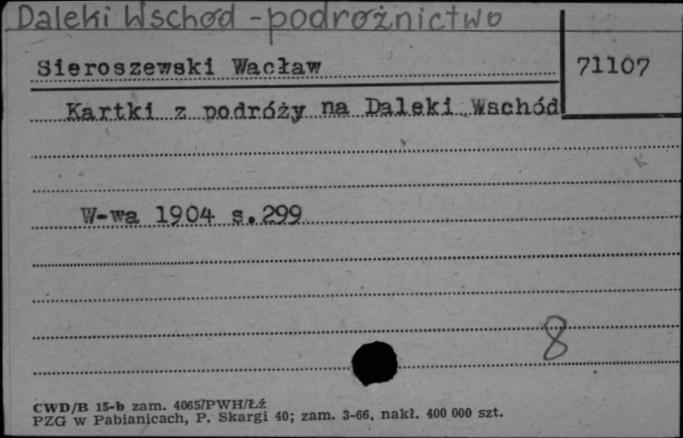 Daleki Wschód - podróżnictwo
Sieroszewski Wacław
71107
Kartki z podróży na Daleki Wschód
K
W-wa 1904 s.299
8
CWD/B 15-b zam. 4065/PWH/Łź
PZG w Pabianicach, P. Skargi 40; zam. 3-66, nakł. 400 000 szt.